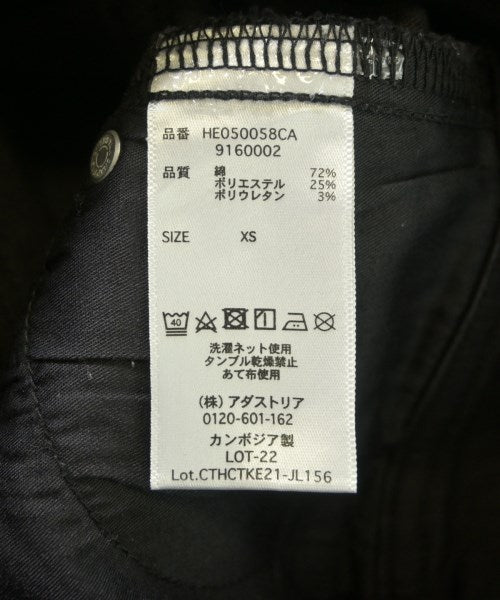 品番 HE050058CA
9160002
品質 綿 72%
ポリエステル 25%
ポリウレタン 3%
SIZE XS
40
洗濯ネット使用
タンブル乾燥禁止
あて布使用
(株) アダストリア
0120-601-162
カンボジア製
LOT-22
Lot.CTHCTKE21-JL156